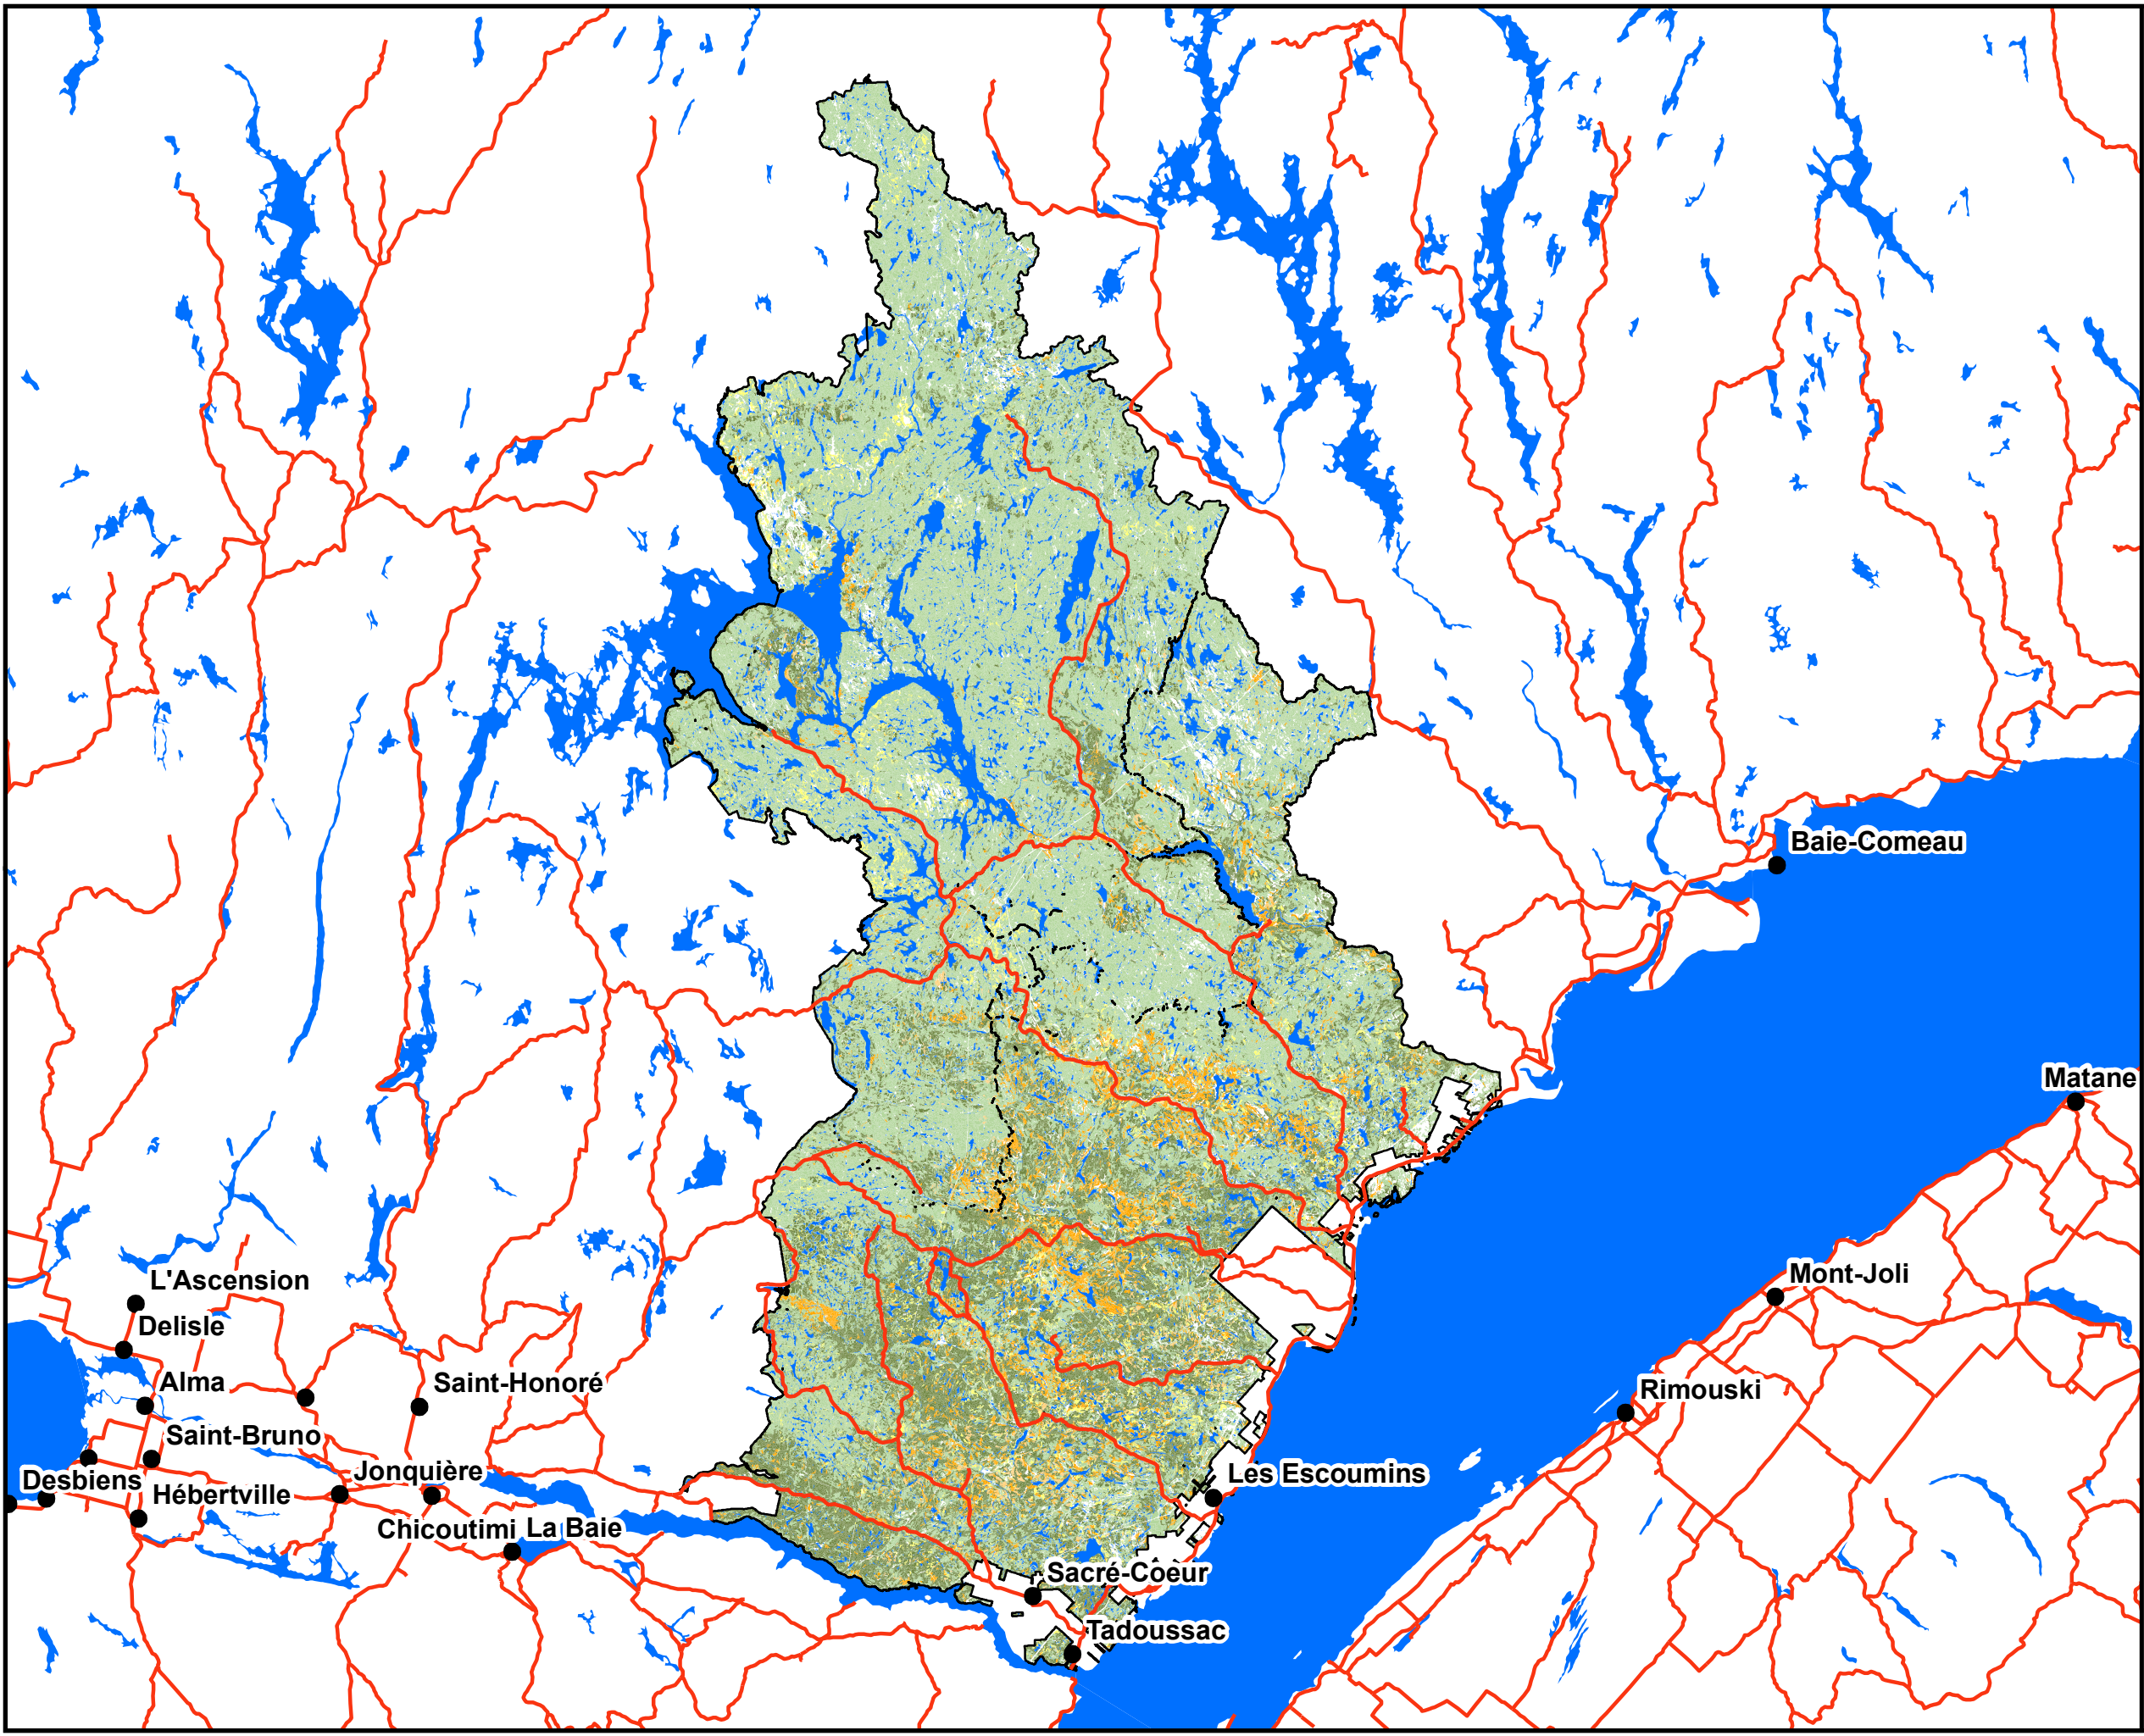 Baie-Comeau
Matane
Mont-Joli
L'Ascension
Delisle
Alma
Saint-Honoré
Rimouski
Saint-Bruno
Jonquière
Les Escoumins
Desbiens
Hébertville
Chicoutimi
La Baie
Sacré-Coeur
Tadoussac